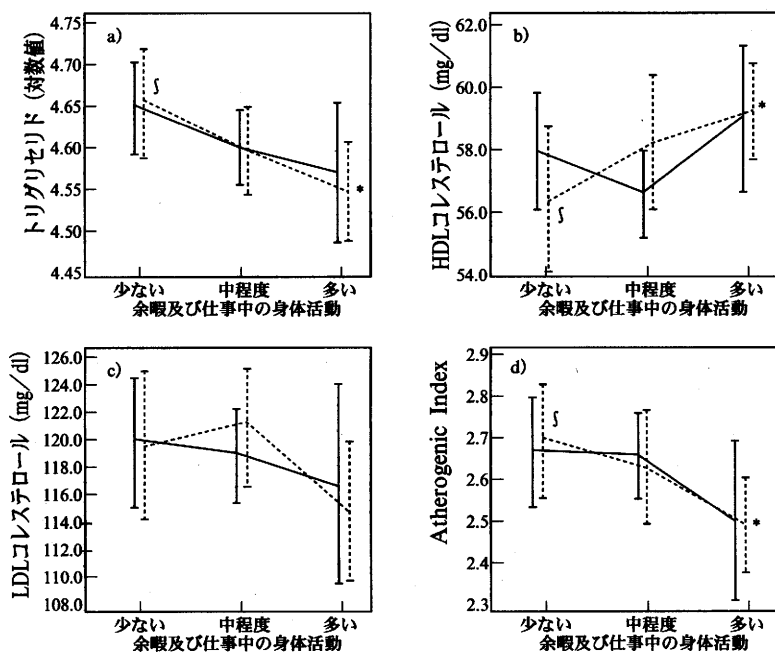 a)
トリグリセリド (対数値)
4.75
4.70
4.65
4.60
4.55
4.50
4.45
∫
*
少ない 中程度 多い
余暇及び仕事中の身体活動
b)
HDLコレステロール (mg/dl)
62.0
60.0
58.0
56.0
54.0
∫
*
少ない 中程度 多い
余暇及び仕事中の身体活動
c)
LDLコレステロール (mg/dl)
126.0
124.0
122.0
120.0
118.0
116.0
114.0
112.0
110.0
108.0
少ない 中程度 多い
余暇及び仕事中の身体活動
d)
Atherogenic Index
2.9
2.8
2.7
2.6
2.5
2.4
2.3
∫
*
少ない 中程度 多い
余暇及び仕事中の身体活動